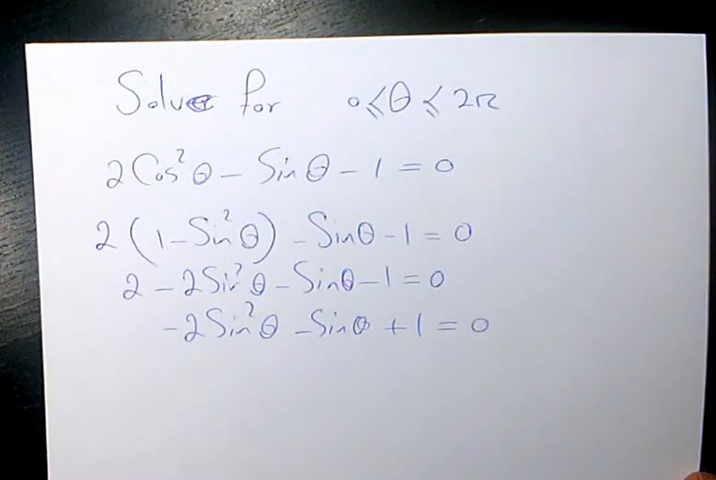 Solve for 0 ≤ θ ≤ 2π
2Cos²θ - Sinθ - 1 = 0
2(1 - Sin²θ) - Sinθ - 1 = 0
2 - 2Sin²θ - Sinθ - 1 = 0
-2Sin²θ - Sinθ + 1 = 0